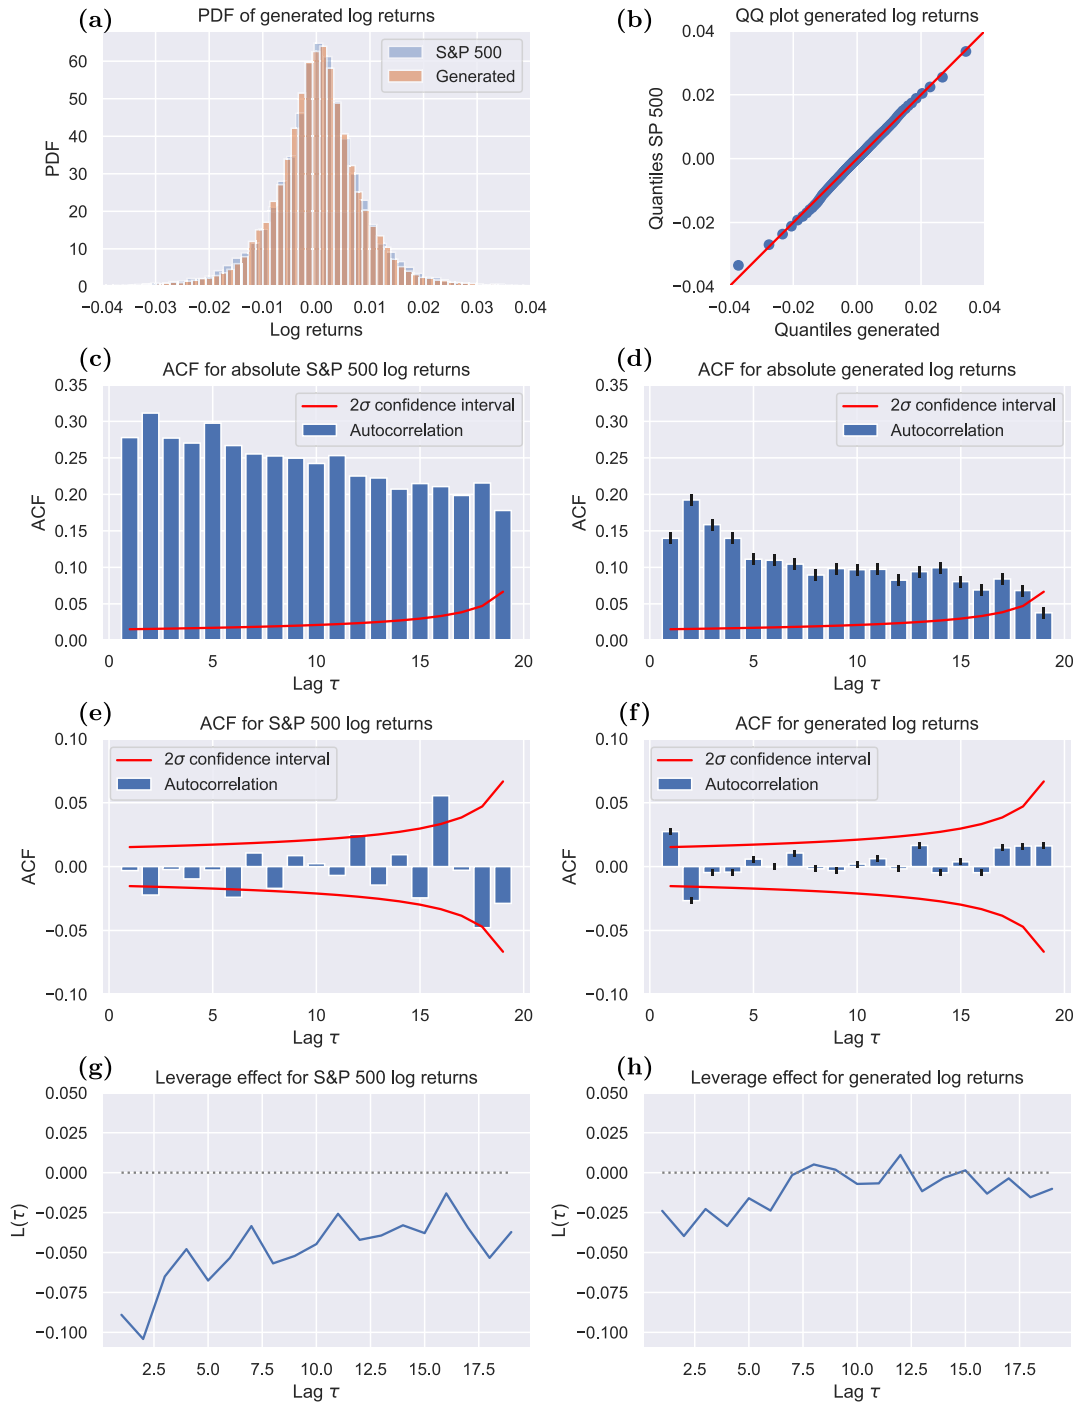 (a)
PDF of generated log returns
S&P 500
Generated
PDF
60
50
40
30
20
10
0
−0.04 −0.03 −0.02 −0.01 0.00 0.01 0.02 0.03 0.04
Log returns
(b)
QQ plot generated log returns
Quantiles SP 500
0.04
0.02
0.00
−0.02
−0.04
−0.04 −0.02 0.00 0.02 0.04
Quantiles generated
(c)
ACF for absolute S&P 500 log returns
2σ confidence interval
Autocorrelation
ACF
0.35
0.30
0.25
0.20
0.15
0.10
0.05
0.00
0 5 10 15 20
Lag τ
(d)
ACF for absolute generated log returns
2σ confidence interval
Autocorrelation
ACF
0.35
0.30
0.25
0.20
0.15
0.10
0.05
0.00
0 5 10 15 20
Lag τ
(e)
ACF for S&P 500 log returns
2σ confidence interval
Autocorrelation
ACF
0.10
0.05
0.00
−0.05
−0.10
0 5 10 15 20
Lag τ
(f)
ACF for generated log returns
2σ confidence interval
Autocorrelation
ACF
0.10
0.05
0.00
−0.05
−0.10
0 5 10 15 20
Lag τ
(g)
Leverage effect for S&P 500 log returns
L(τ)
0.050
0.025
0.000
−0.025
−0.050
−0.075
−0.100
2.5 5.0 7.5 10.0 12.5 15.0 17.5
Lag τ
(h)
Leverage effect for generated log returns
L(τ)
0.050
0.025
0.000
−0.025
−0.050
−0.075
−0.100
2.5 5.0 7.5 10.0 12.5 15.0 17.5
Lag τ